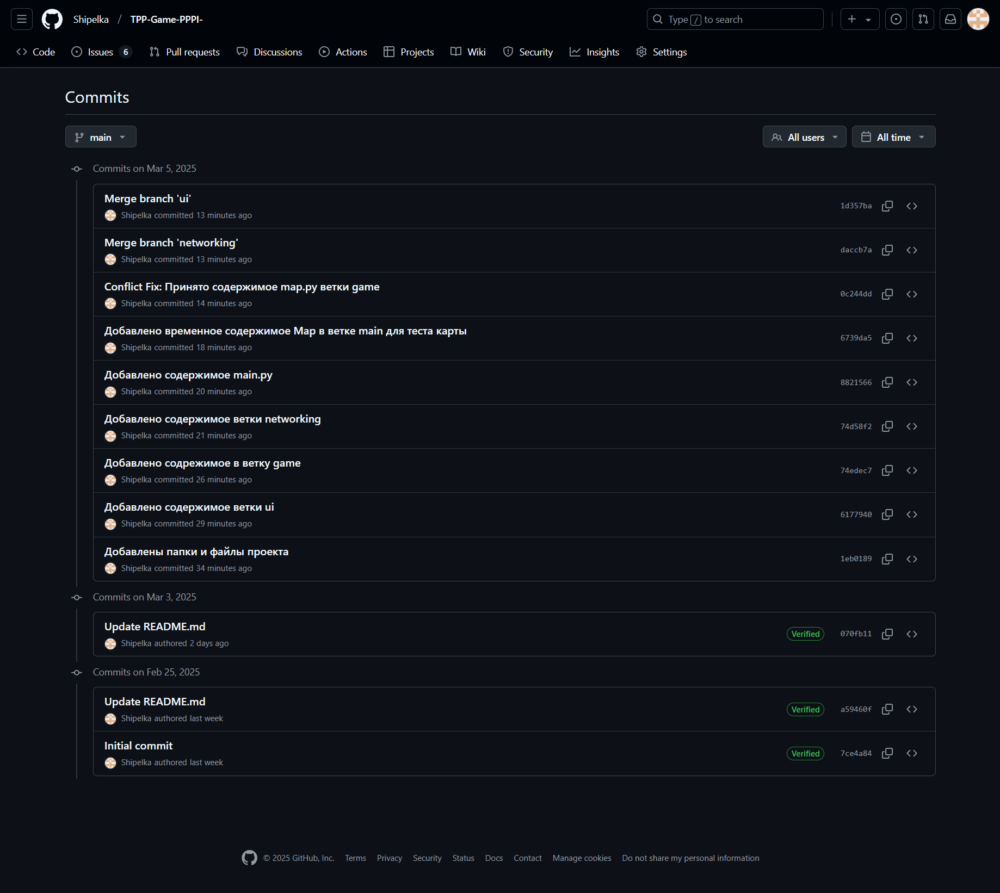 Shipelka / TPP-Game-PPPI-
Type / to search
Code Issues 6 Pull requests Discussions Actions Projects Wiki Security Insights Settings
Commits
main
All users All time
Commits on Mar 5, 2025
Merge branch 'ui'
Shipelka committed 13 minutes ago
1d357ba
Merge branch 'networking'
Shipelka committed 13 minutes ago
daccb7a
Conflict Fix: Принято содержимое map.py ветки game
Shipelka committed 14 minutes ago
0c244dd
Добавлено временное содержимое Map в ветке main для теста карты
Shipelka committed 18 minutes ago
6739da5
Добавлено содержимое main.py
Shipelka committed 20 minutes ago
8821566
Добавлено содержимое ветки networking
Shipelka committed 21 minutes ago
74d58f2
Добавлено содрежимое в ветку game
Shipelka committed 26 minutes ago
74edec7
Добавлено содержимое ветки ui
Shipelka committed 29 minutes ago
6177940
Добавлены папки и файлы проекта
Shipelka committed 34 minutes ago
1eb0189
Commits on Mar 3, 2025
Update README.md
Shipelka authored 2 days ago
Verified 070fb11
Commits on Feb 25, 2025
Update README.md
Shipelka authored last week
Verified a59460f
Initial commit
Shipelka authored last week
Verified 7ce4a84
© 2025 GitHub, Inc. Terms Privacy Security Status Docs Contact Manage cookies Do not share my personal information